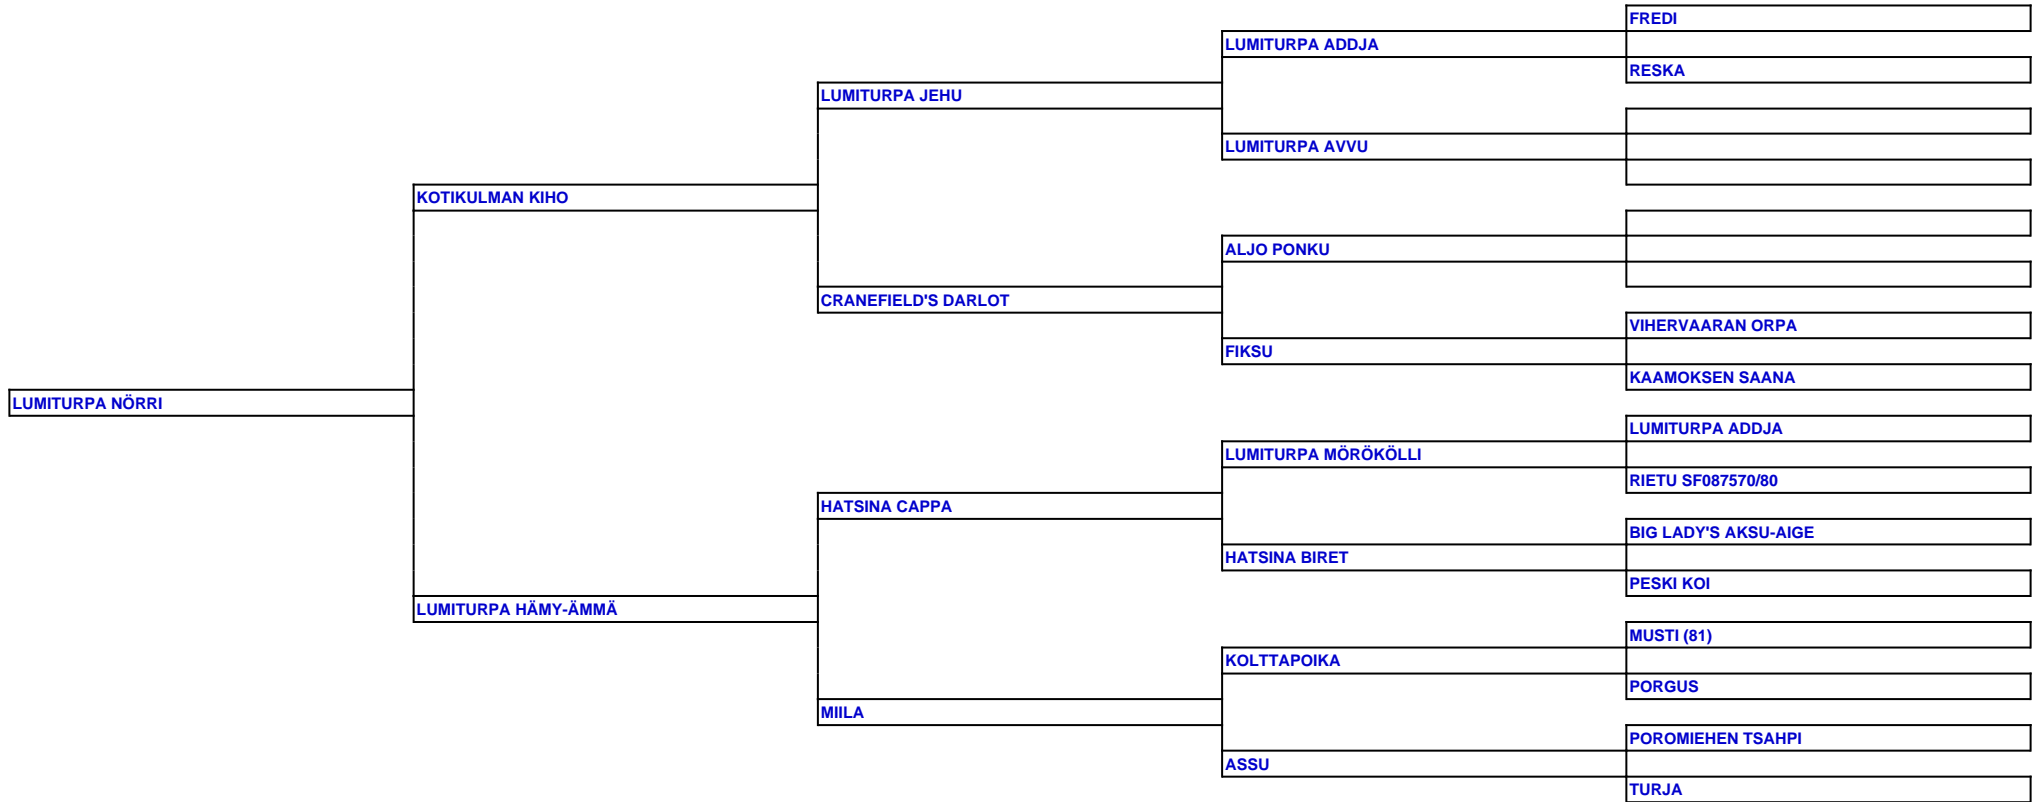 FREDI
LUMITURPA ADDJA
RESKA
LUMITURPA JEHU
LUMITURPA AVVU
KOTIKULMAN KIHO
ALJO PONKU
CRANEFIELD'S DARLOT
VIHERVAARAN ORPA
FIKSU
KAAMOKSEN SAANA
LUMITURPA NÖRRI
LUMITURPA ADDJA
LUMITURPA MÖRÖKÖLLI
RIETU SF087570/80
HATSINA CAPPA
BIG LADY'S AKSU-AIGE
HATSINA BIRET
PESKI KOI
LUMITURPA HÄMY-ÄMMÄ
MUSTI (81)
KOLTTAPOIKA
PORGUS
MIILA
POROMIEHEN TSAHPI
ASSU
TURJA